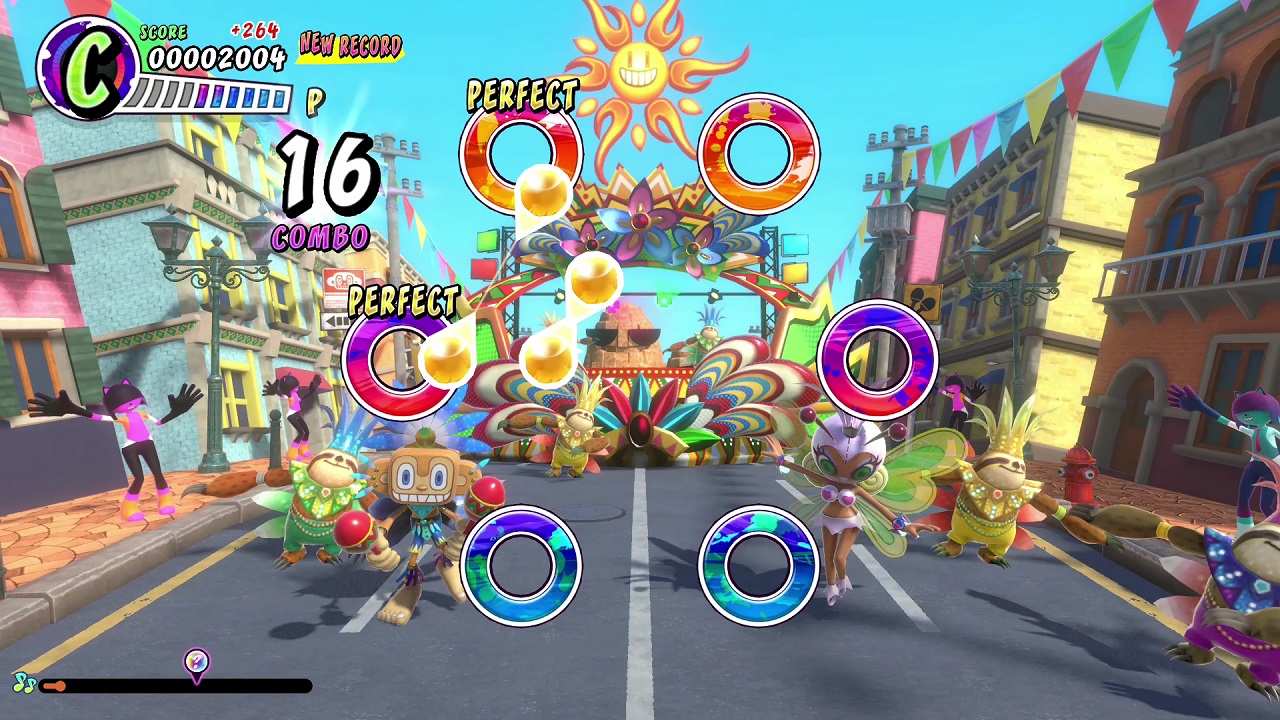 C
SCORE
+264
00002004
NEW RECORD
P
16
COMBO
PERFECT
PERFECT